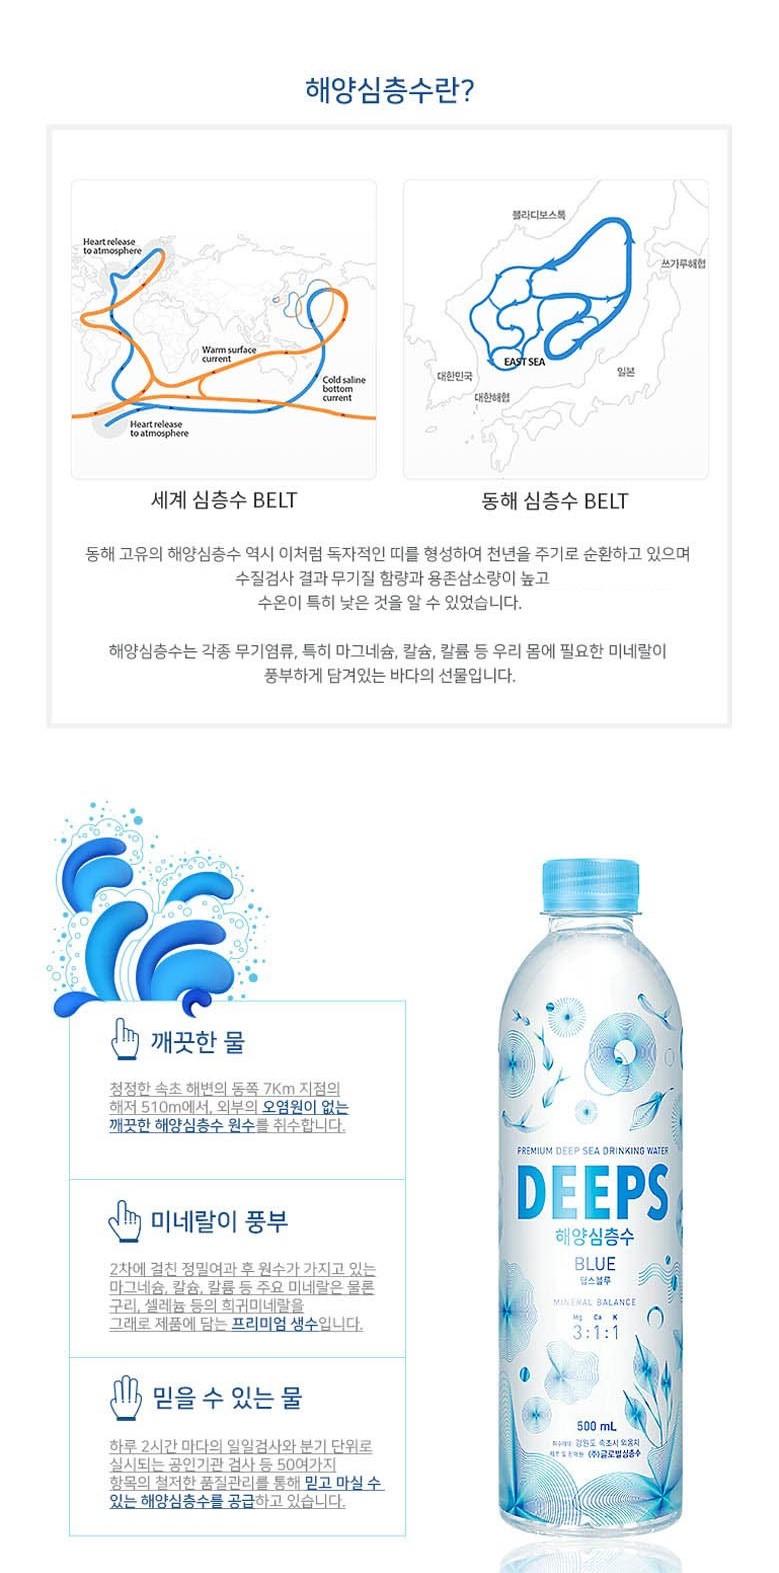 해양심층수란?
Heart release
to atmosphere
Warm surface
current
Cold saline
bottom
current
Heart release
to atmosphere
블라디보스톡
쓰가루해협
EAST SEA
대한민국
일본
대한해협
세계 심층수 BELT
동해 심층수 BELT
동해 고유의 해양심층수 역시 이처럼 독자적인 띠를 형성하여 천년을 주기로 순환하고 있으며
수질검사 결과 무기질 함량과 용존삼소량이 높고
수온이 특히 낮은 것을 알 수 있었습니다.
해양심층수는 각종 무기염류, 특히 마그네슘, 칼슘, 칼륨 등 우리 몸에 필요한 미네랄이
풍부하게 담겨있는 바다의 선물입니다.
깨끗한 물
청정한 속초 해변의 동쪽 7Km 지점의
해저 510m에서, 외부의 오염원이 없는
깨끗한 해양심층수 원수를 취수합니다.
미네랄이 풍부
2차에 걸친 정밀여과 후 원수가 가지고 있는
마그네슘, 칼슘, 칼륨 등 주요 미네랄은 물론
구리, 셀레늄 등의 희귀미네랄을
그래로 제품에 담는 프리미엄 생수입니다.
믿을 수 있는 물
하루 2시간 마다의 일일검사와 분기 단위로
실시되는 공인기관 검사 등 50여가지
항목의 철저한 품질관리를 통해 믿고 마실 수
있는 해양심층수를 공급하고 있습니다.
PREMIUM DEEP SEA DRINKING WATER
DEEPS
해양심층수
BLUE
딥스블루
MINERAL BALANCE
Mg Ca K
3:1:1
500 mL
강원도 속초시 외옹치
(주)글로벌심층수